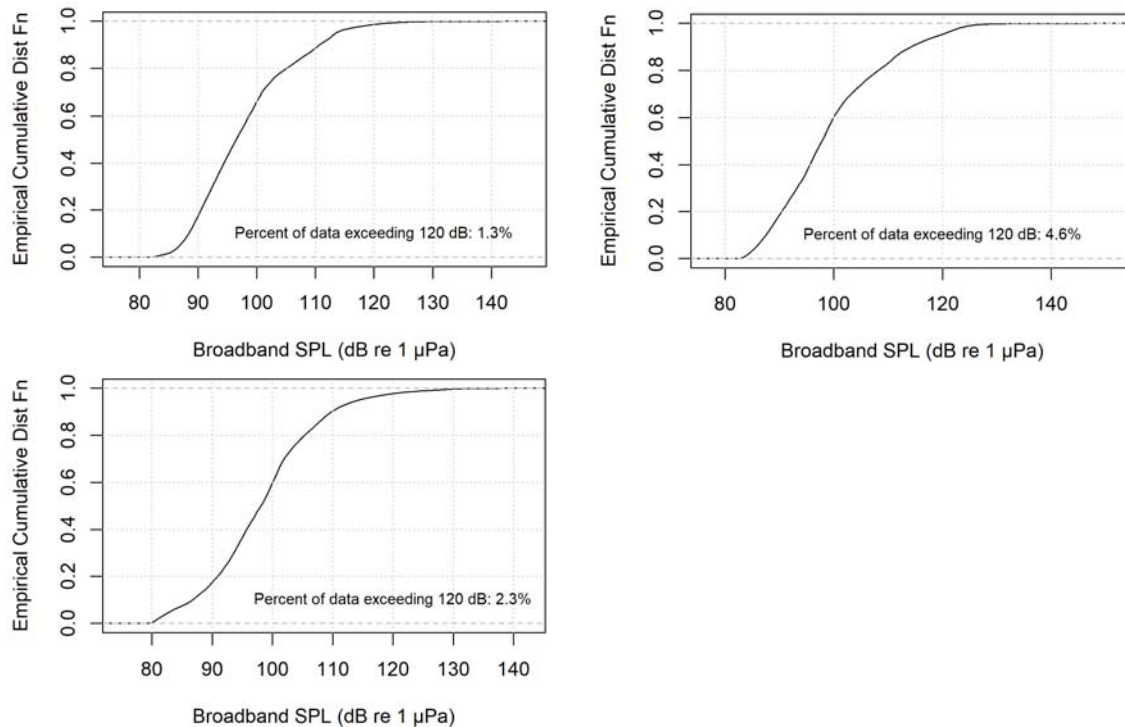 Empirical Cumulative Dist Fn
1.0
0.8
0.6
0.4
0.2
0.0
Percent of data exceeding 120 dB: 1.3%
80 90 100 110 120 130 140
Broadband SPL (dB re 1 µPa)
Empirical Cumulative Dist Fn
1.0
0.8
0.6
0.4
0.2
0.0
Percent of data exceeding 120 dB: 4.6%
80 100 120 140
Broadband SPL (dB re 1 µPa)
Empirical Cumulative Dist Fn
1.0
0.8
0.6
0.4
0.2
0.0
Percent of data exceeding 120 dB: 2.3%
80 90 100 110 120 130 140
Broadband SPL (dB re 1 µPa)